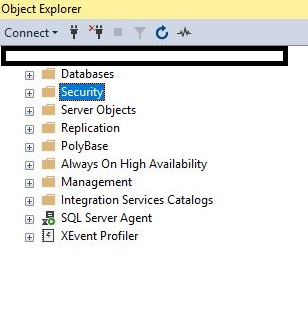 Object Explorer
Connect
Databases
Security
Server Objects
Replication
PolyBase
Always On High Availability
Management
Integration Services Catalogs
SQL Server Agent
XEvent Profiler